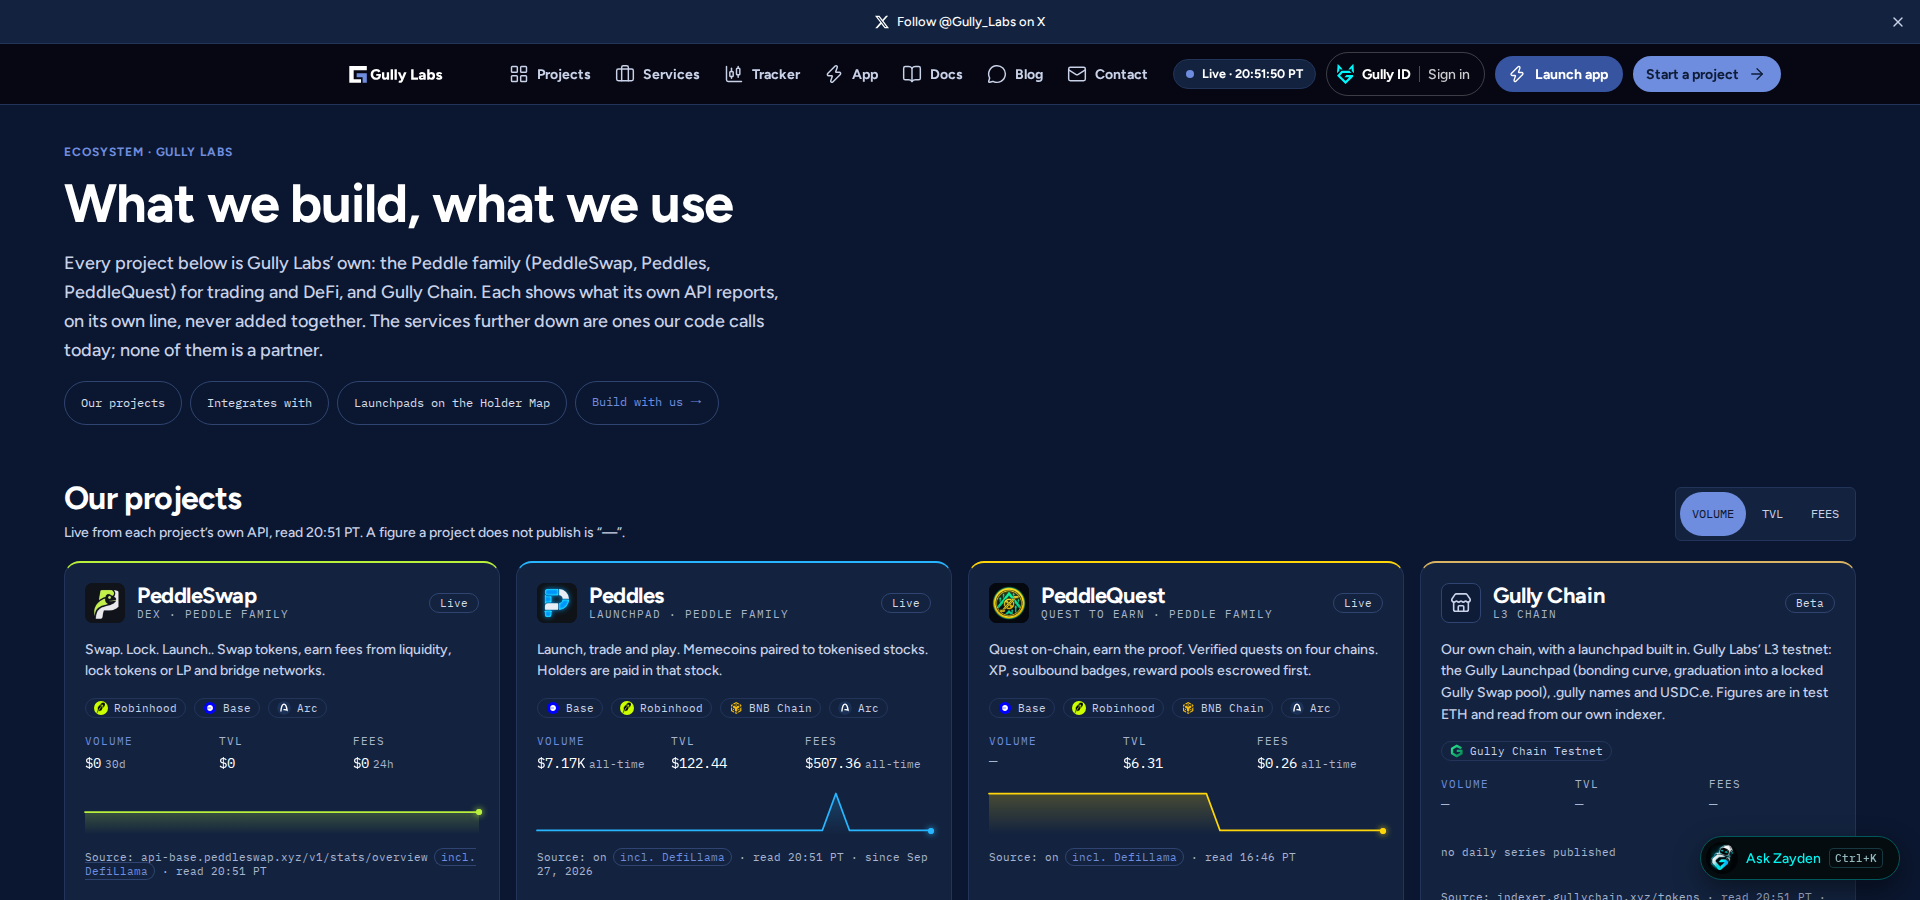 Follow @Gully_Labs on X
Gully Labs
Projects
Services
Tracker
App
Docs
Blog
Contact
Live · 20:51:50 PT
Gully ID | Sign in
Launch app
Start a project →
ECOSYSTEM · GULLY LABS
What we build, what we use
Every project below is Gully Labs’ own: the Peddle family (PeddleSwap, Peddles,
PeddleQuest) for trading and DeFi, and Gully Chain. Each shows what its own API reports,
on its own line, never added together. The services further down are ones our code calls
today; none of them is a partner.
Our projects
Integrates with
Launchpads on the Holder Map
Build with us →
Our projects
Live from each project’s own API, read 20:51 PT. A figure a project does not publish is “—”.
VOLUME
TVL
FEES
PeddleSwap
DEX · PEDDLE FAMILY
Live
Swap. Lock. Launch.. Swap tokens, earn fees from liquidity,
lock tokens or LP and bridge networks.
Robinhood
Base
Arc
VOLUME TVL FEES
$0 30d $0 $0 24h
Source: api-base.peddleswap.xyz/v1/stats/overview incl.
DefiLlama · read 20:51 PT
Peddles
LAUNCHPAD · PEDDLE FAMILY
Live
Launch, trade and play. Memecoins paired to tokenised stocks.
Holders are paid in that stock.
Base
Robinhood
BNB Chain
Arc
VOLUME TVL FEES
$7.17K all-time $122.44 $507.36 all-time
Source: on incl. DefiLlama · read 20:51 PT · since Sep
27, 2026
PeddleQuest
QUEST TO EARN · PEDDLE FAMILY
Live
Quest on-chain, earn the proof. Verified quests on four chains.
XP, soulbound badges, reward pools escrowed first.
Base
Robinhood
BNB Chain
Arc
VOLUME TVL FEES
— $6.31 $0.26 all-time
Source: on incl. DefiLlama · read 16:46 PT
Gully Chain
L3 CHAIN
Beta
Our own chain, with a launchpad built in. Gully Labs’ L3 testnet:
the Gully Launchpad (bonding curve, graduation into a locked
Gully Swap pool), .gully names and USDC.e. Figures are in test
ETH and read from our own indexer.
Gully Chain Testnet
VOLUME TVL FEES
— — —
no daily series published
Source: indexer.gullychain.xyz/tokens · read 20:51 PT ·
Ask Zayden Ctrl+K